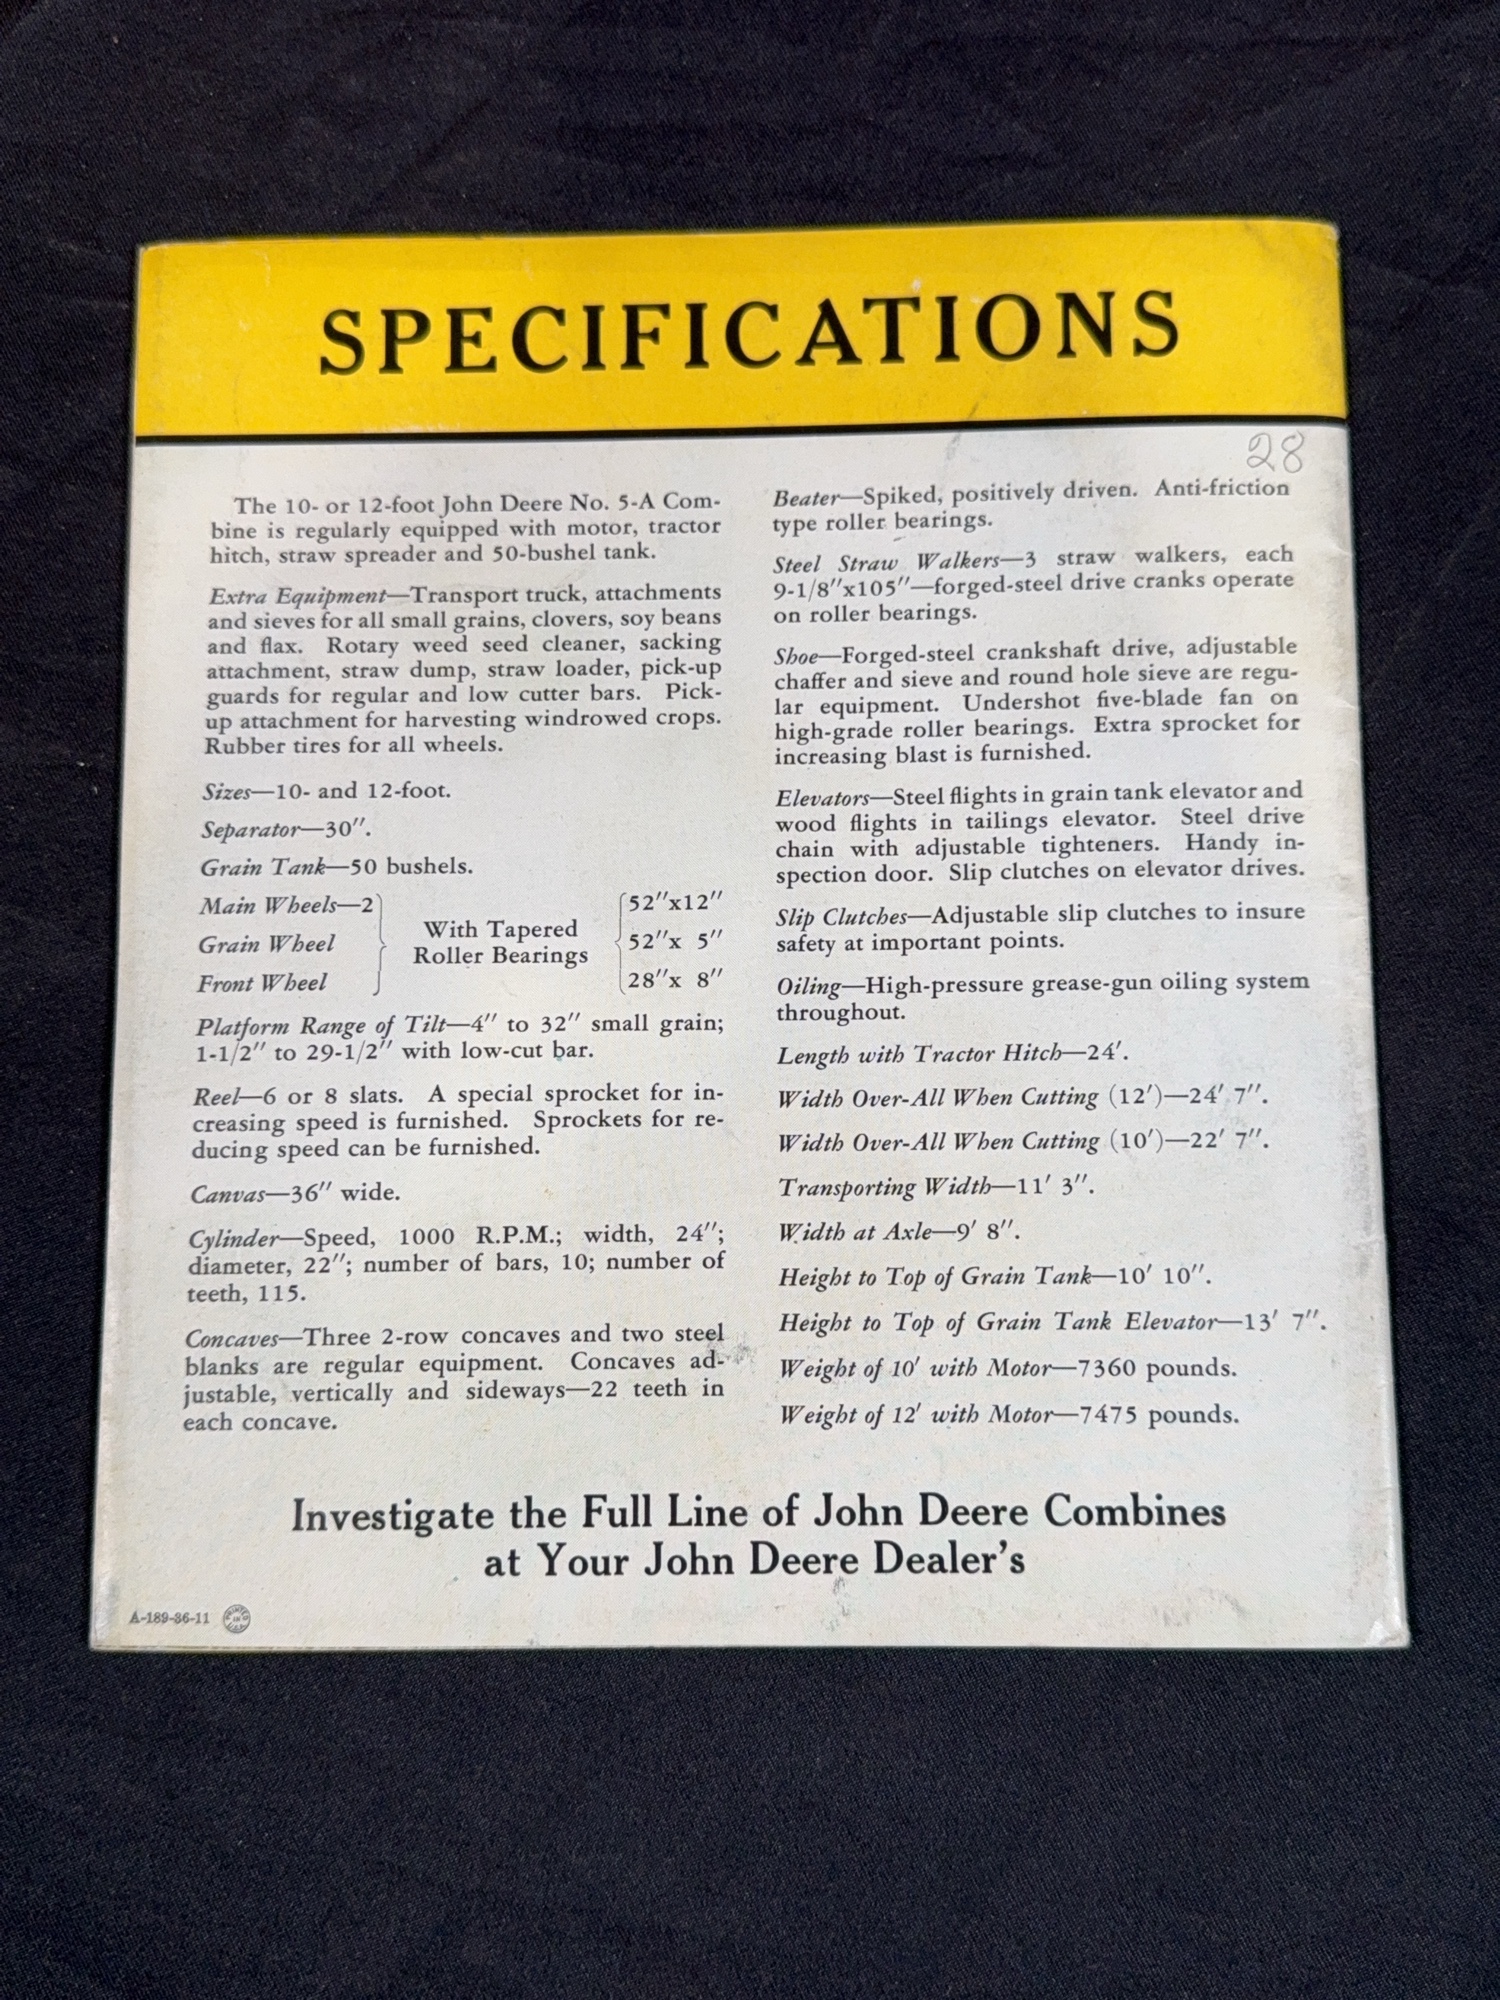 SPECIFICATIONS
28
The 10- or 12-foot John Deere No. 5-A Com-
bine is regularly equipped with motor, tractor
hitch, straw spreader and 50-bushel tank.
Extra Equipment—Transport truck, attachments
and sieves for all small grains, clovers, soy beans
and flax. Rotary weed seed cleaner, sacking
attachment, straw dump, straw loader, pick-up
guards for regular and low cutter bars. Pick-
up attachment for harvesting windrowed crops.
Rubber tires for all wheels.
Sizes—10- and 12-foot.
Separator—30″.
Grain Tank—50 bushels.
Main Wheels—2 52″x12″
With Tapered
Grain Wheel 52″x 5″
Roller Bearings
Front Wheel 28″x 8″
Platform Range of Tilt—4″ to 32″ small grain;
1-1/2″ to 29-1/2″ with low-cut bar.
Reel—6 or 8 slats. A special sprocket for in-
creasing speed is furnished. Sprockets for re-
ducing speed can be furnished.
Canvas—36″ wide.
Cylinder—Speed, 1000 R.P.M.; width, 24″;
diameter, 22″; number of bars, 10; number of
teeth, 115.
Concaves—Three 2-row concaves and two steel
blanks are regular equipment. Concaves ad-
justable, vertically and sideways—22 teeth in
each concave.
Beater—Spiked, positively driven. Anti-friction
type roller bearings.
Steel Straw Walkers—3 straw walkers, each
9-1/8″x105″—forged-steel drive cranks operate
on roller bearings.
Shoe—Forged-steel crankshaft drive, adjustable
chaffer and sieve and round hole sieve are regu-
lar equipment. Undershot five-blade fan on
high-grade roller bearings. Extra sprocket for
increasing blast is furnished.
Elevators—Steel flights in grain tank elevator and
wood flights in tailings elevator. Steel drive
chain with adjustable tighteners. Handy in-
spection door. Slip clutches on elevator drives.
Slip Clutches—Adjustable slip clutches to insure
safety at important points.
Oiling—High-pressure grease-gun oiling system
throughout.
Length with Tractor Hitch—24′.
Width Over-All When Cutting (12′)—24′ 7″.
Width Over-All When Cutting (10′)—22′ 7″.
Transporting Width—11′ 3″.
Width at Axle—9′ 8″.
Height to Top of Grain Tank—10′ 10″.
Height to Top of Grain Tank Elevator—13′ 7″.
Weight of 10′ with Motor—7360 pounds.
Weight of 12′ with Motor—7475 pounds.
Investigate the Full Line of John Deere Combines
at Your John Deere Dealer's
A-189-36-11 PRINTED IN U.S.A.